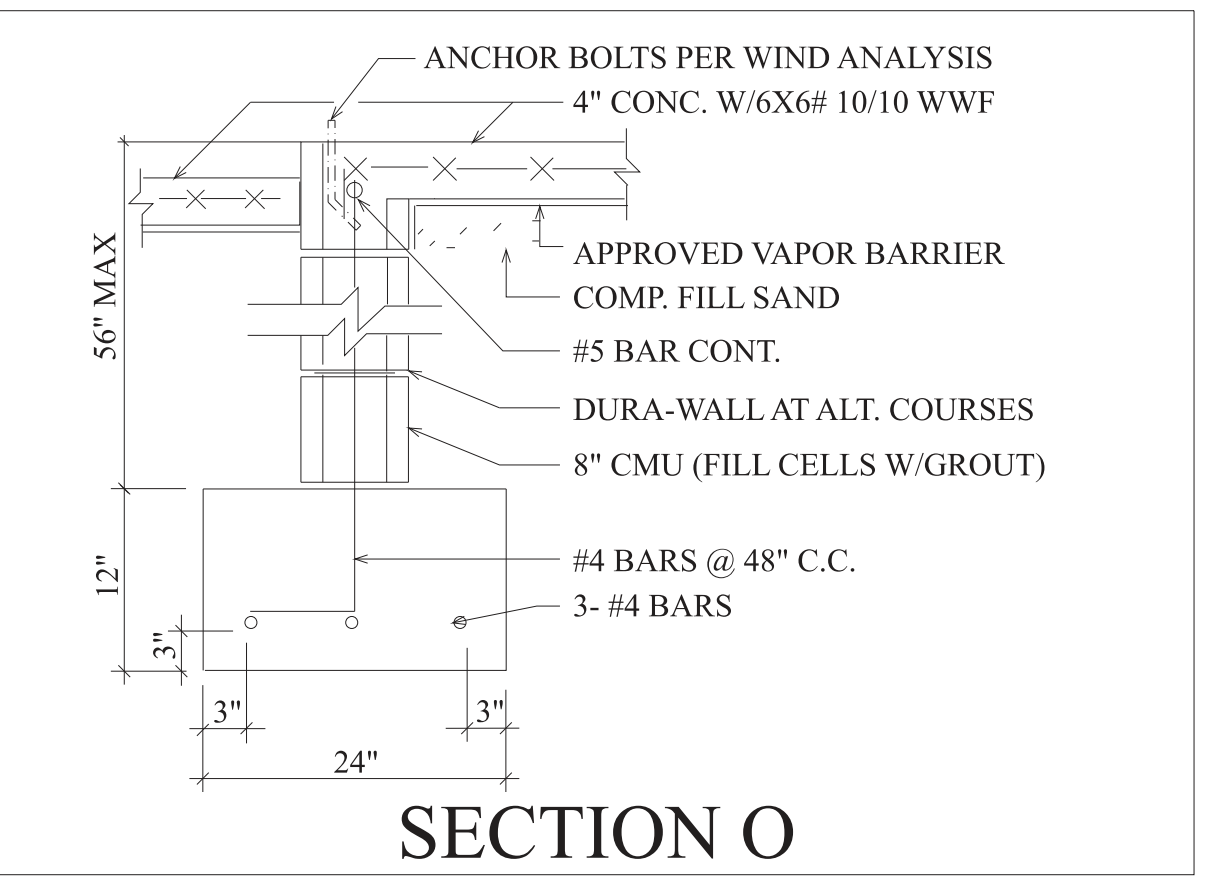 ANCHOR BOLTS PER WIND ANALYSIS
4" CONC. W/6X6# 10/10 WWF
56" MAX
APPROVED VAPOR BARRIER
COMP. FILL SAND
#5 BAR CONT.
DURA-WALL AT ALT. COURSES
8" CMU (FILL CELLS W/GROUT)
12"
#4 BARS @ 48" C.C.
3- #4 BARS
3"
3"
3"
24"
SECTION O